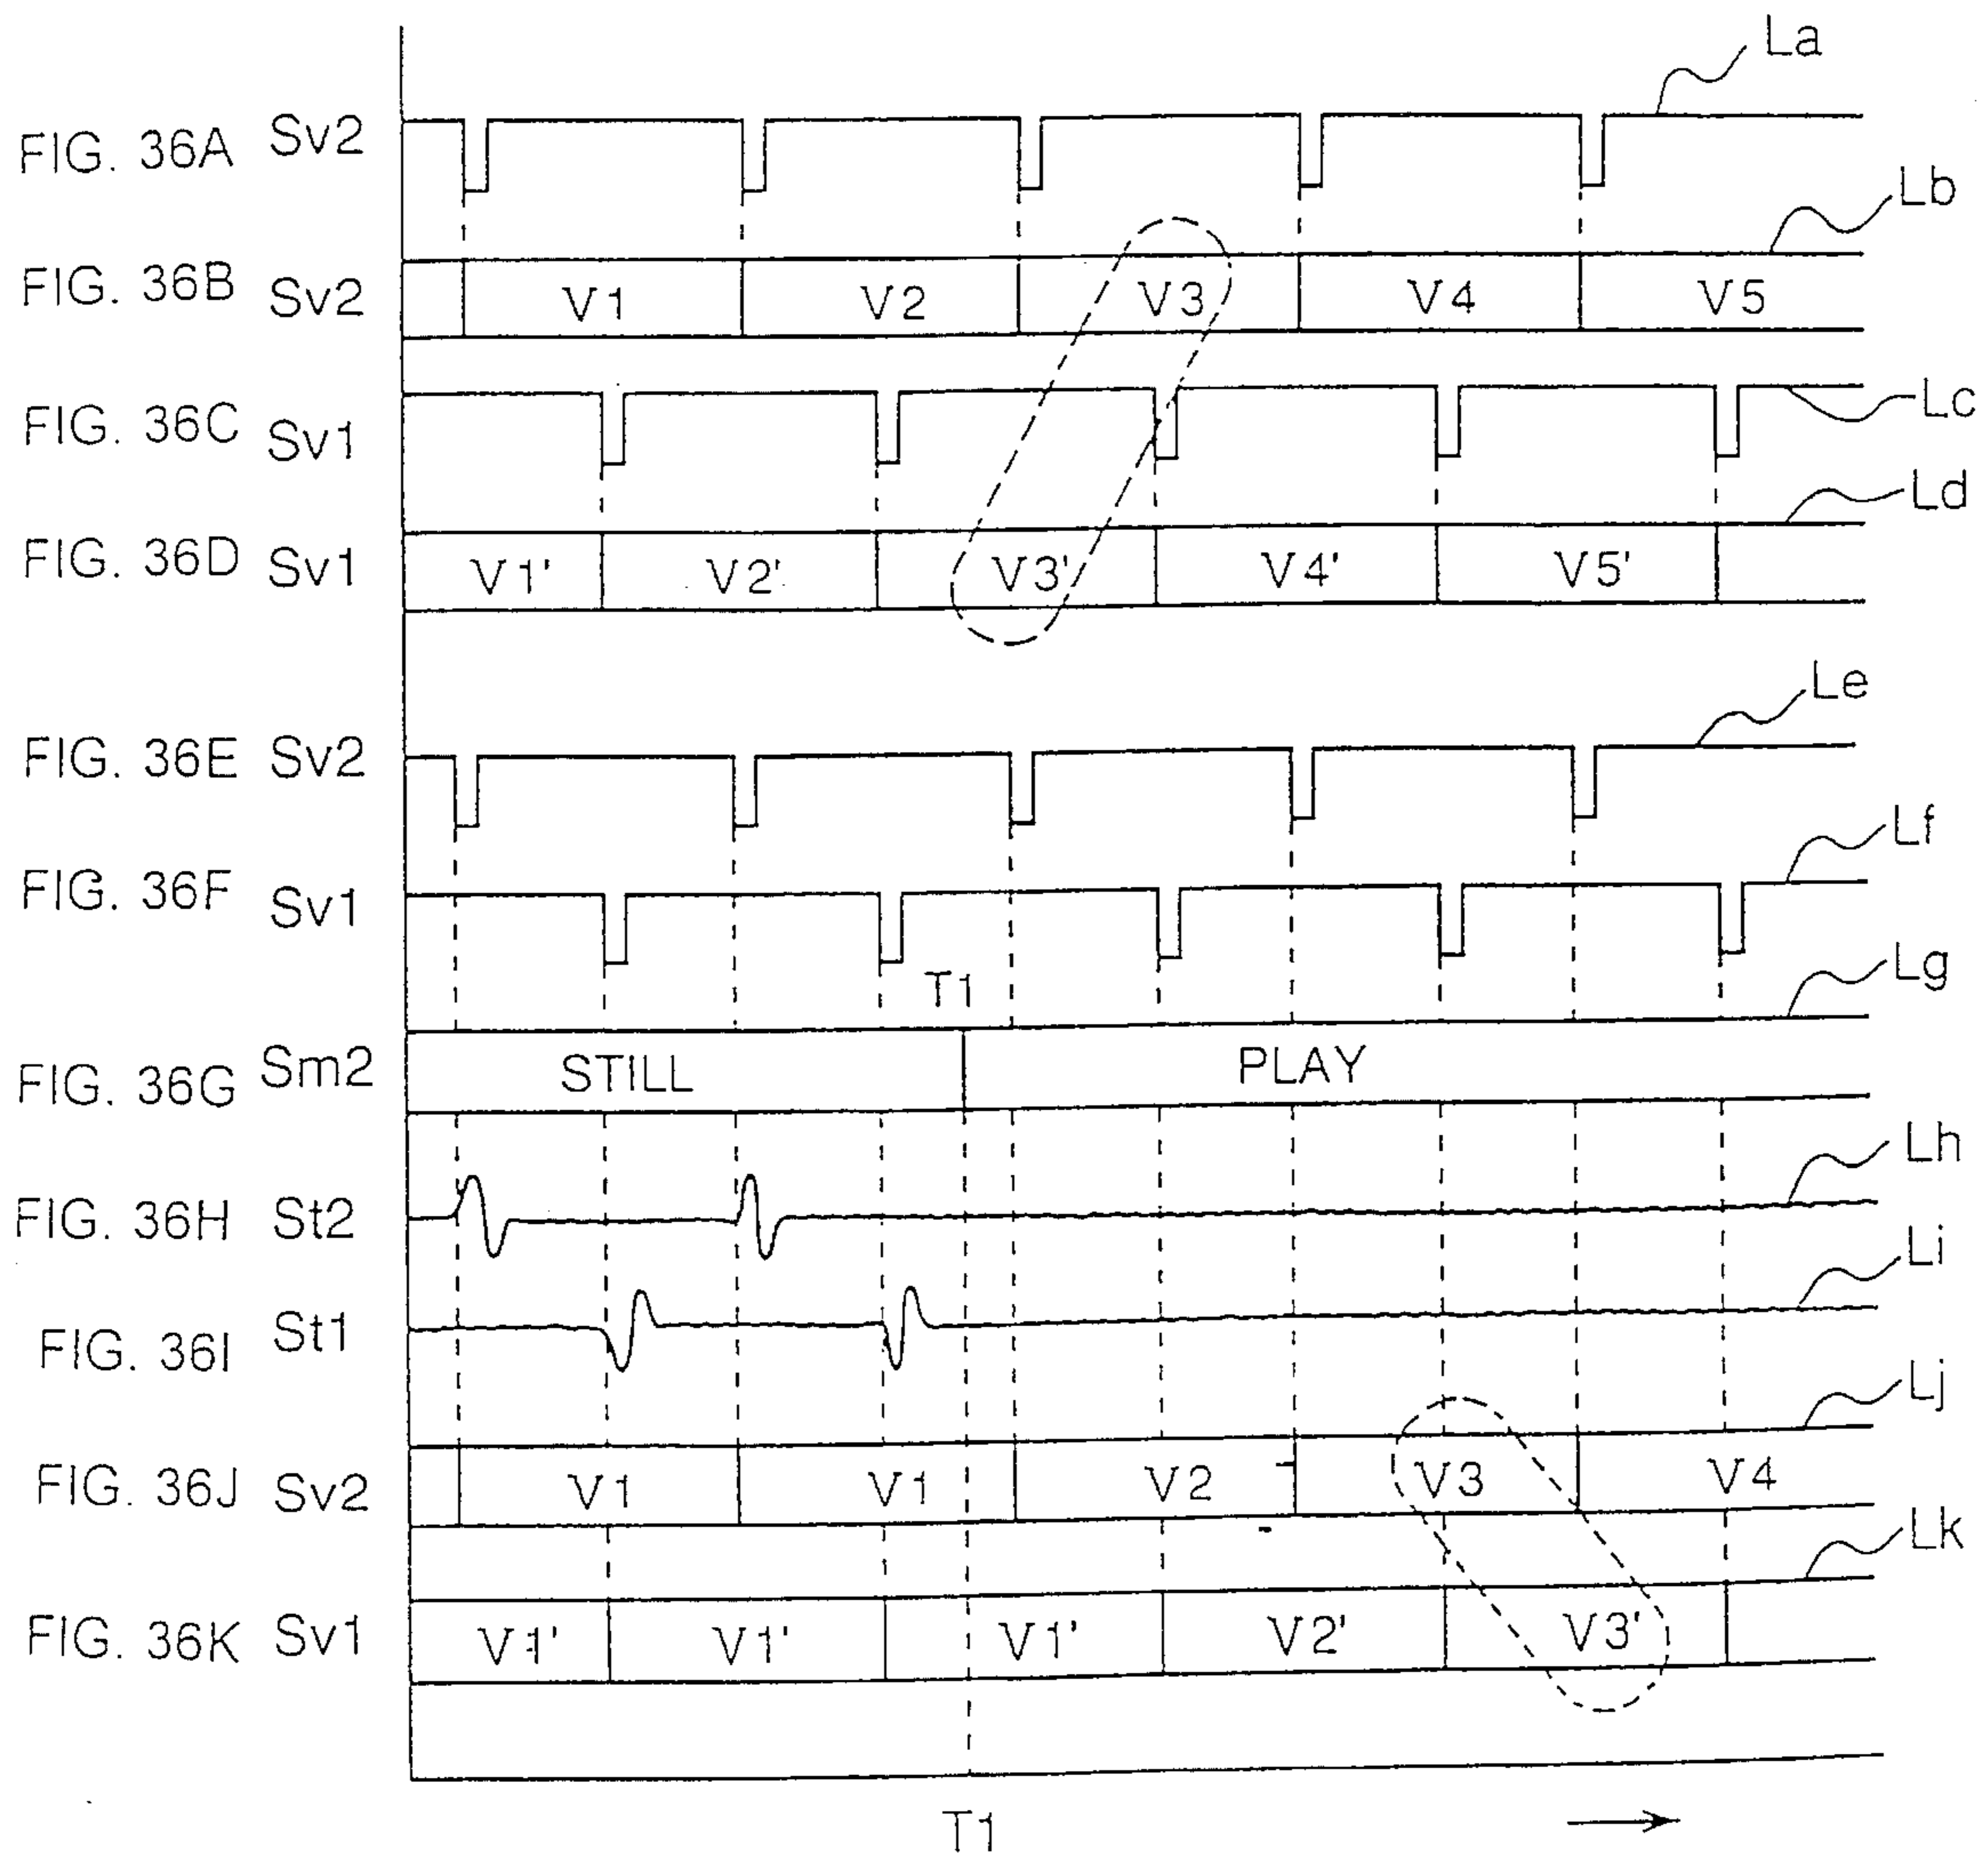 La
FIG. 36A Sv2
Lb
FIG. 36B Sv2 V1 V2 V3 V4 V5
FIG. 36C Sv1 Lc
Ld
FIG. 36D Sv1 V1' V2' V3' V4' V5'
Le
FIG. 36E Sv2
Lf
FIG. 36F Sv1
T1 Lg
FIG. 36G Sm2 STILL PLAY
Lh
FIG. 36H St2
Li
FIG. 36I St1
Lj
FIG. 36J Sv2 V1 V1 V2 V3 V4
Lk
FIG. 36K Sv1 V1' V1' V1' V2' V3'
T1